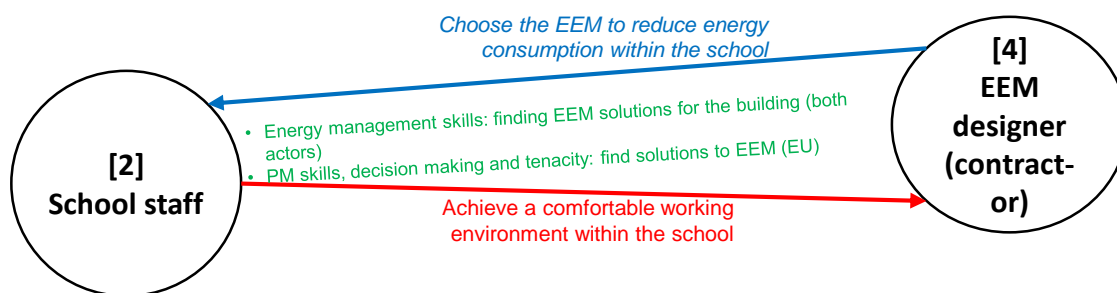 Choose the EEM to reduce energy
consumption within the school
[2]
School staff
• Energy management skills: finding EEM solutions for the building (both
actors)
• PM skills, decision making and tenacity: find solutions to EEM (EU)
Achieve a comfortable working
environment within the school
[4]
EEM
designer
(contract-
or)